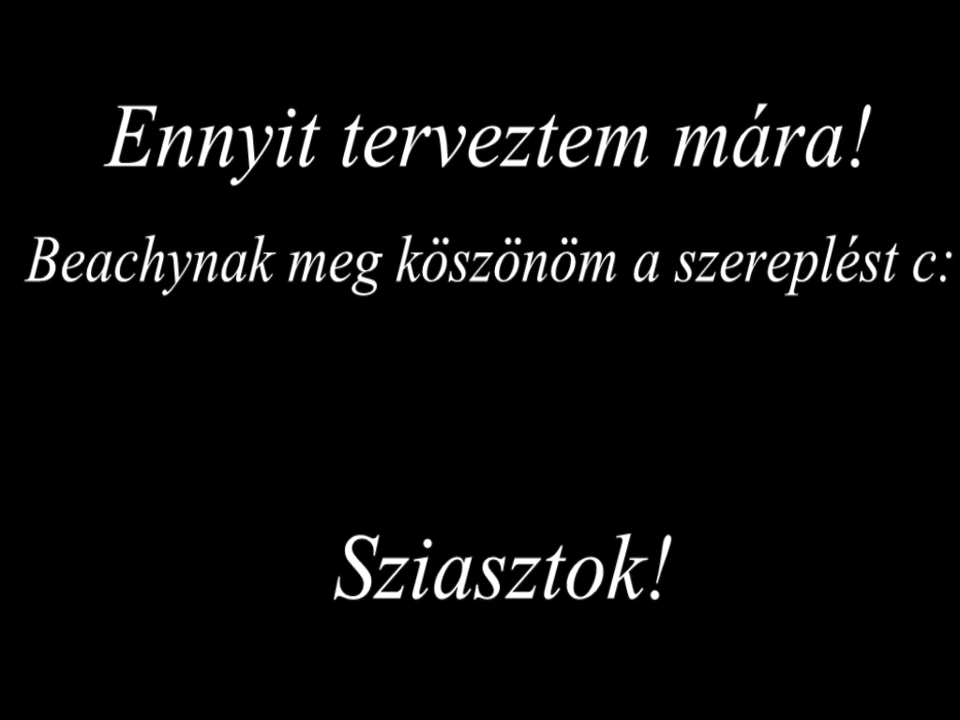 Ennyit terveztem mára!
Beachynak meg köszönöm a szereplést c:
Sziasztok!